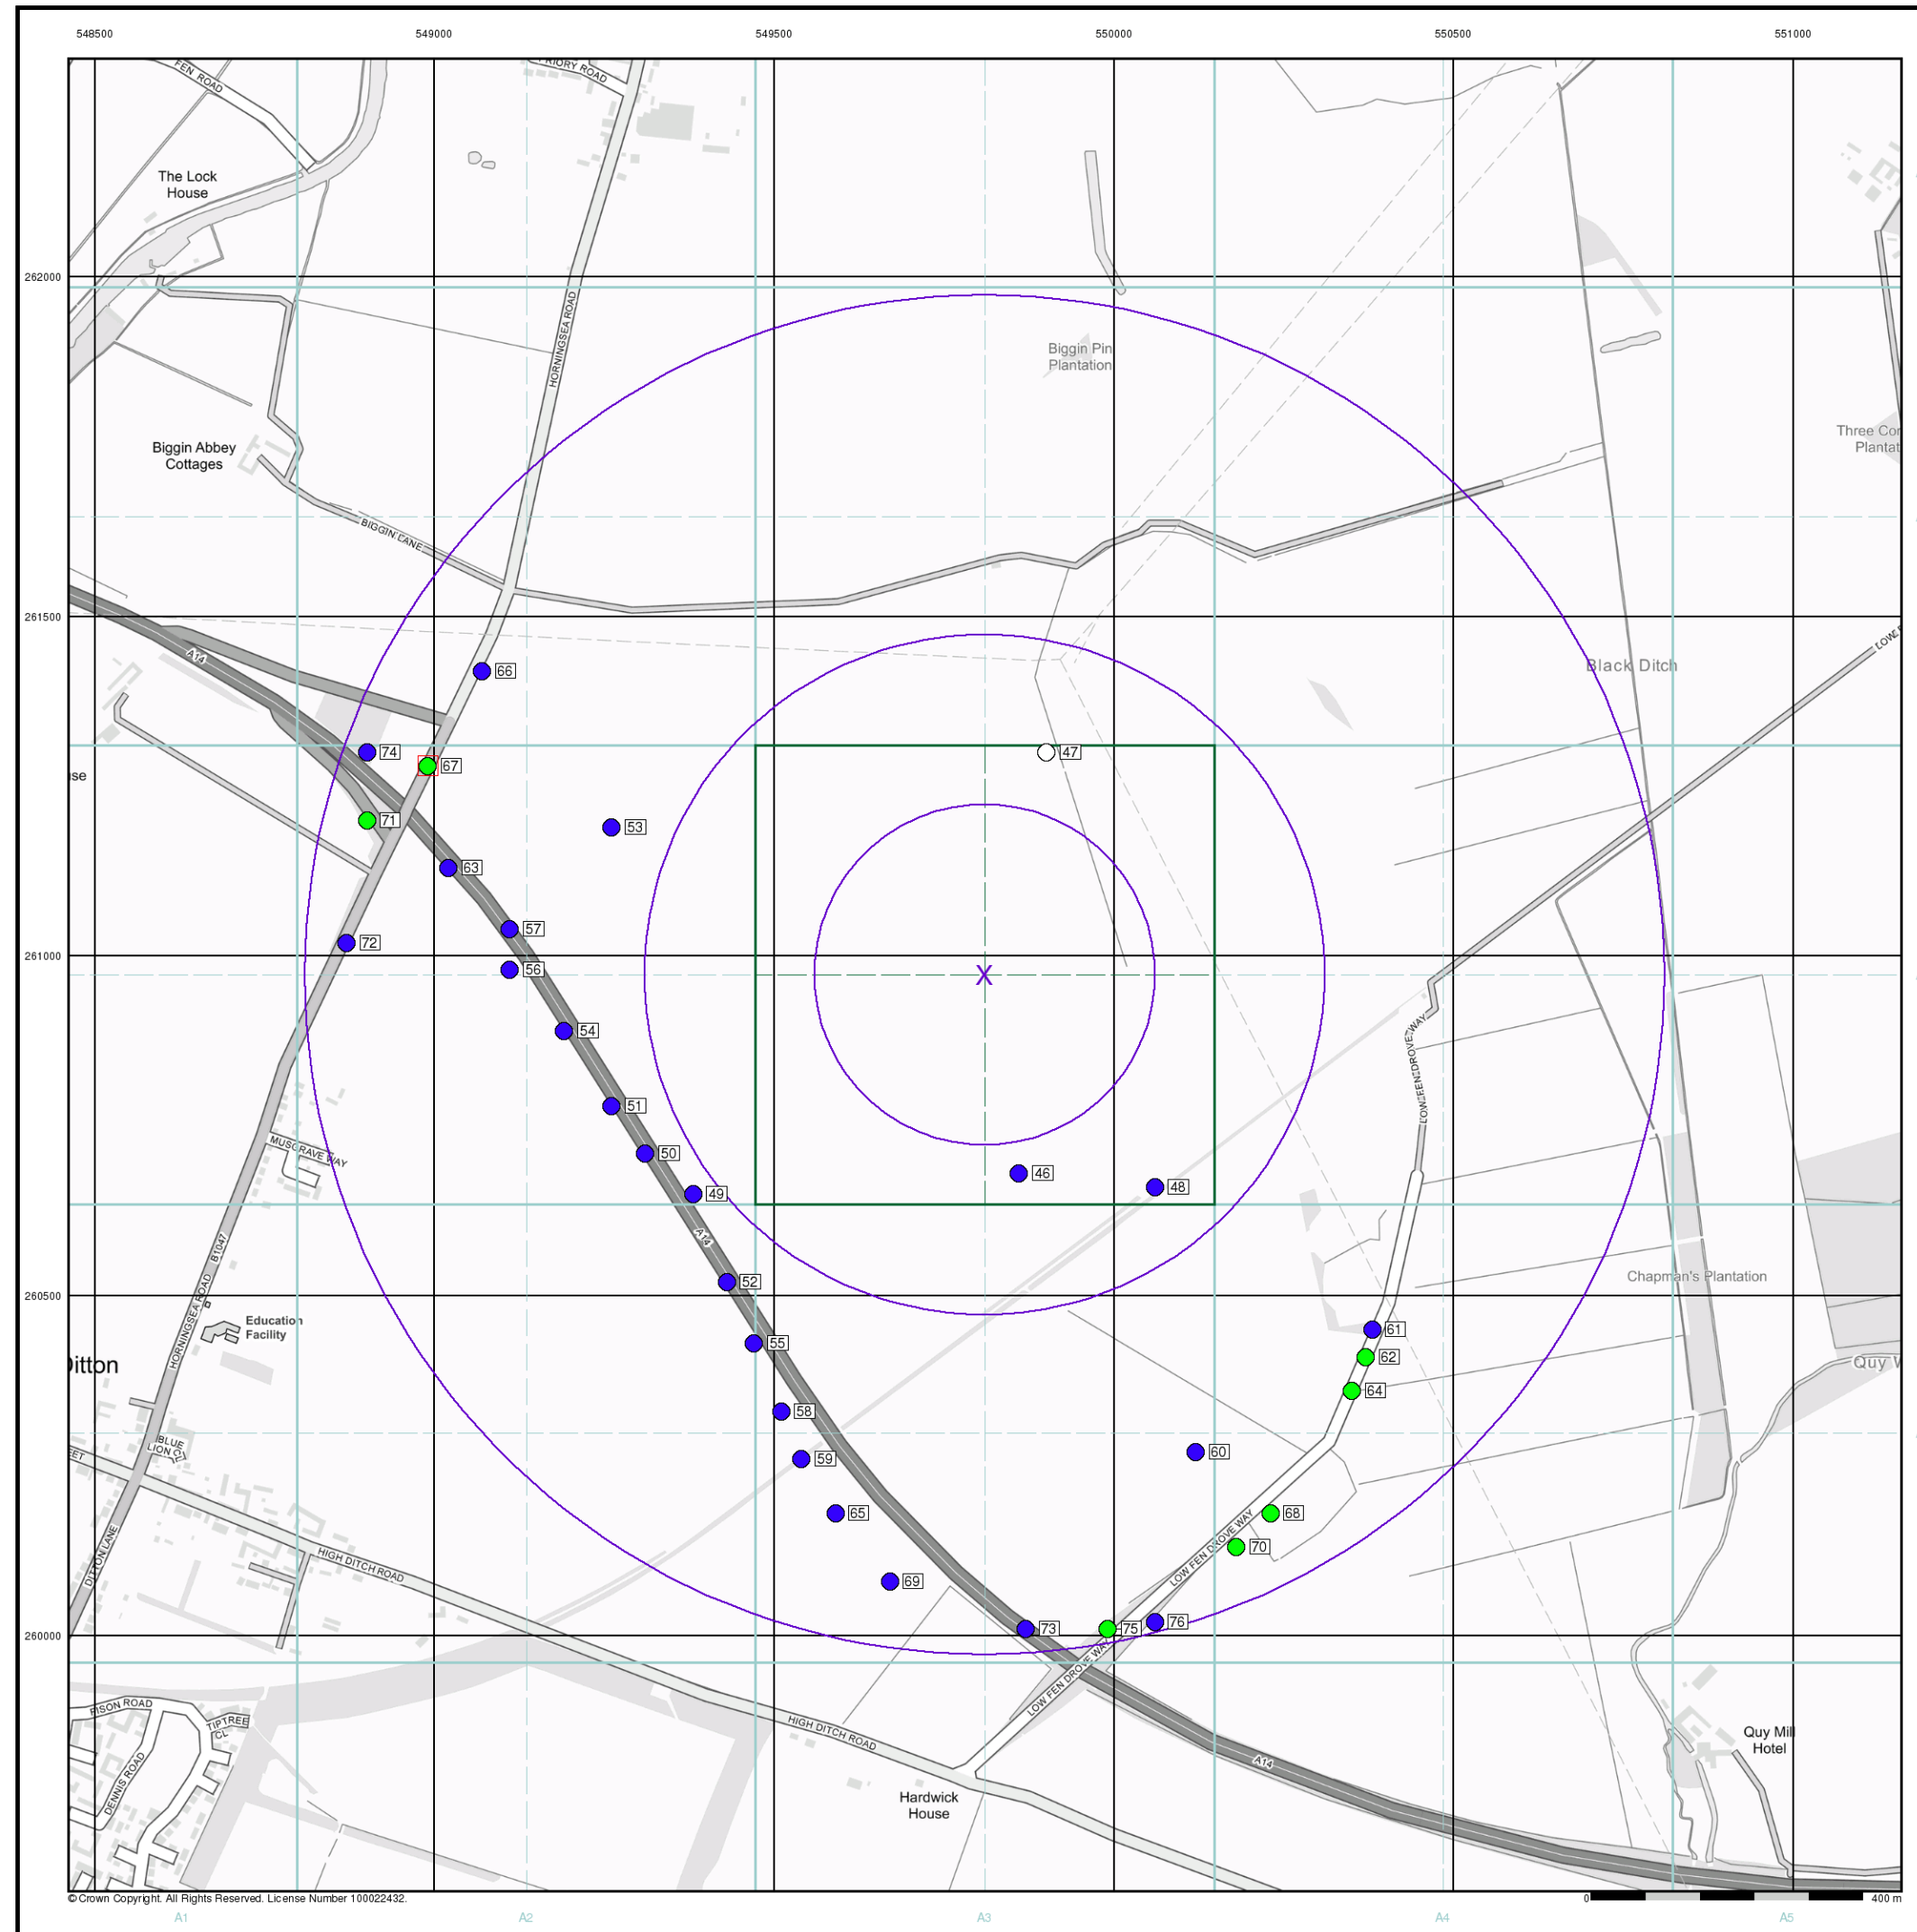 548500 549000 549500 550000 550500 551000
FEN ROAD
PRIORY ROAD
The Lock
House
262000
HORNINGSEA ROAD
Biggin Pin
Plantation
Biggin Abbey
Cottages
Three Cor
Plantat
BIGGIN LANE
261500
A14
66
Black Ditch
LOWE
74
47
67
use
71
53
63
57
72
261000
56
X
54
LOW FEN DROVE WAY
51
MUSGRAVE WAY
50
46
48
49
A14
HORNINGSEA ROAD B1047
52
Chapman's Plantation
260500
Education
Facility
61
55
Ditton
62
Quy W
64
58
BLUE
LION CL
EET
60
59
65
68
LOW FEN DROVE WAY
DITTON LANE
HIGH DITCH ROAD
70
69
76
260000
73
75
LOW FEN DROVE WAY
FISON ROAD
TIPTREE
CL
HIGH DITCH ROAD
Quy Mill
Hotel
A14
DENNIS ROAD
Hardwick
House
© Crown Copyright. All Rights Reserved. License Number 100022432.
0 400 m
A1 A2 A3 A4 A5